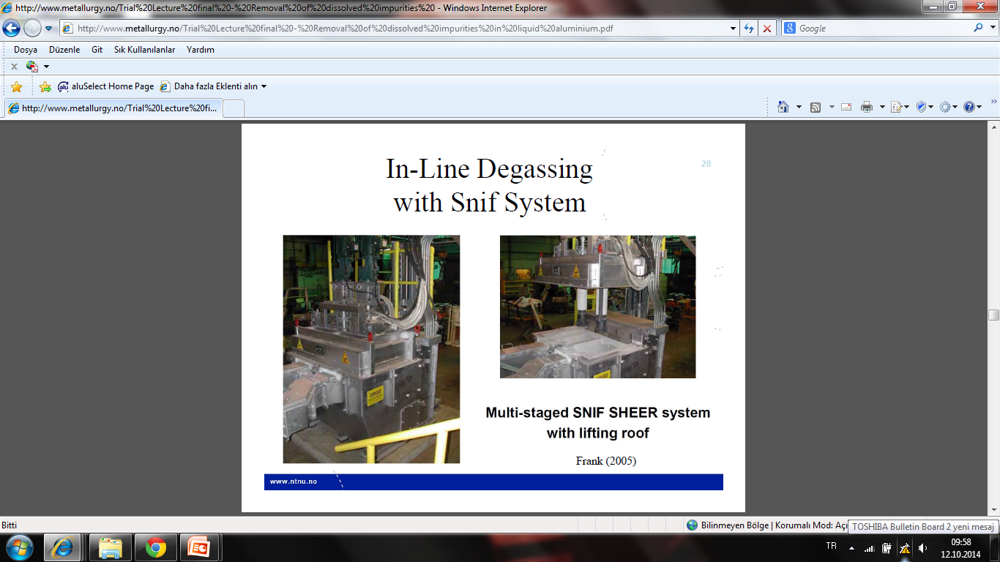 http://www.metallurgy.no/Trial%20Lecture%20final%20-%20Removal%20of%20dissolved%20impurities%20 - Windows Internet Explorer
http://www.metallurgy.no/Trial%20Lecture%20final%20-%20Removal%20of%20dissolved%20impurities%20in%20liquid%20aluminium.pdf
Google
Dosya Düzenle Git Sık Kullanılanlar Yardım
aluSelect Home Page Daha fazla Eklenti alın
http://www.metallurgy.no/Trial%20Lecture%20fi...
28
In-Line Degassing
with Snif System
DANGER
Multi-staged SNIF SHEER system
with lifting roof
Frank (2005)
www.ntnu.no
Bitti
Bilinmeyen Bölge | Korumalı Mod: Açı
TOSHIBA Bulletin Board 2 yeni mesaj
TR
09:58
12.10.2014